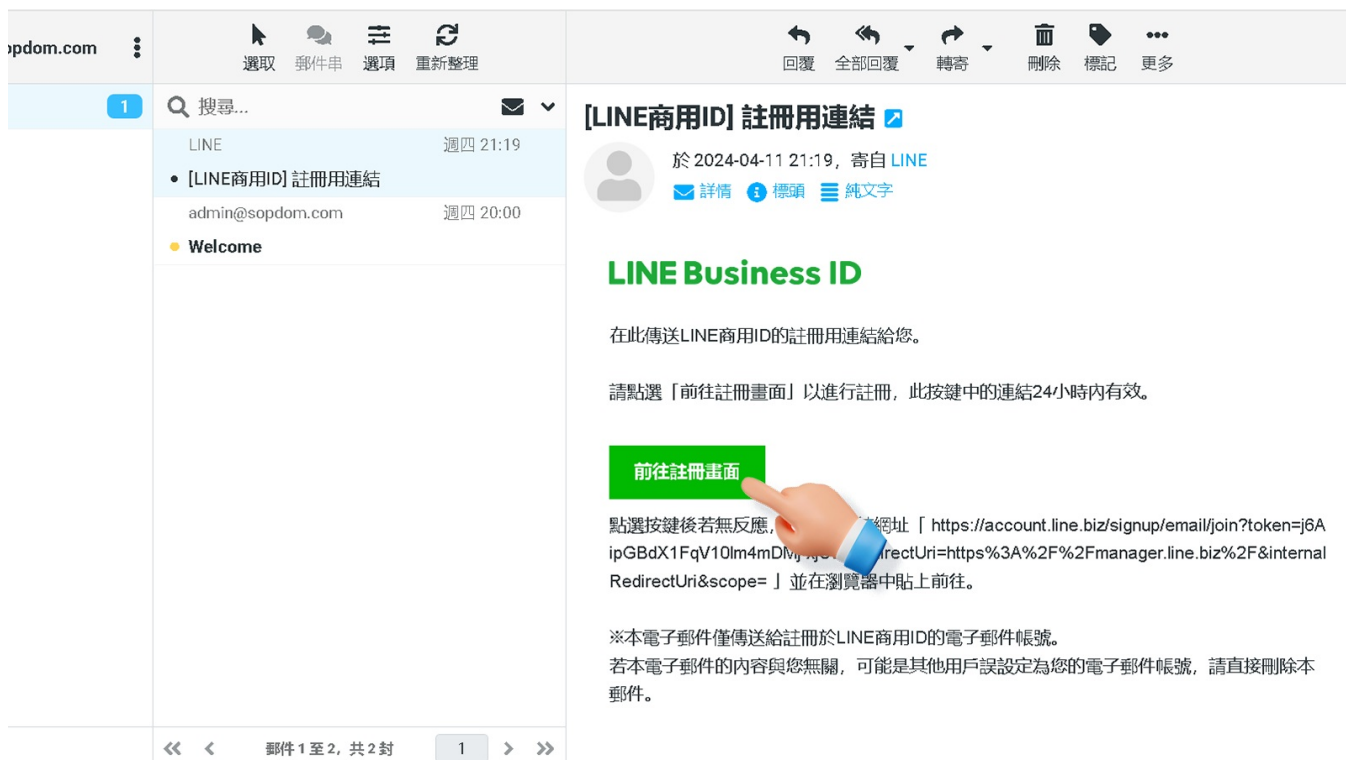 opdom.com
選取 郵件串 選項 重新整理
回覆 全部回覆 轉寄 刪除 標記 更多
1
搜尋...
LINE 週四 21:19
• [LINE商用ID] 註冊用連結
admin@sopdom.com 週四 20:00
Welcome
郵件 1 至 2, 共 2 封 1
[LINE商用ID] 註冊用連結
於 2024-04-11 21:19, 寄自 LINE
詳情 標頭 純文字
LINE Business ID
在此傳送LINE商用ID的註冊用連結給您。
請點選「前往註冊畫面」以進行註冊, 此按鍵中的連結24小時內有效。
前往註冊畫面
點選按鍵後若無反應, 網址「 https://account.line.biz/signup/email/join?token=j6A
ipGBdX1FqV10lm4mDM irectUri=https%3A%2F%2Fmanager.line.biz%2F&internal
RedirectUri&scope= 」並在瀏覽器中貼上前往。
※本電子郵件僅傳送給註冊於LINE商用ID的電子郵件帳號。
若本電子郵件的內容與您無關, 可能是其他用戶誤設定為您的電子郵件帳號, 請直接刪除本
郵件。